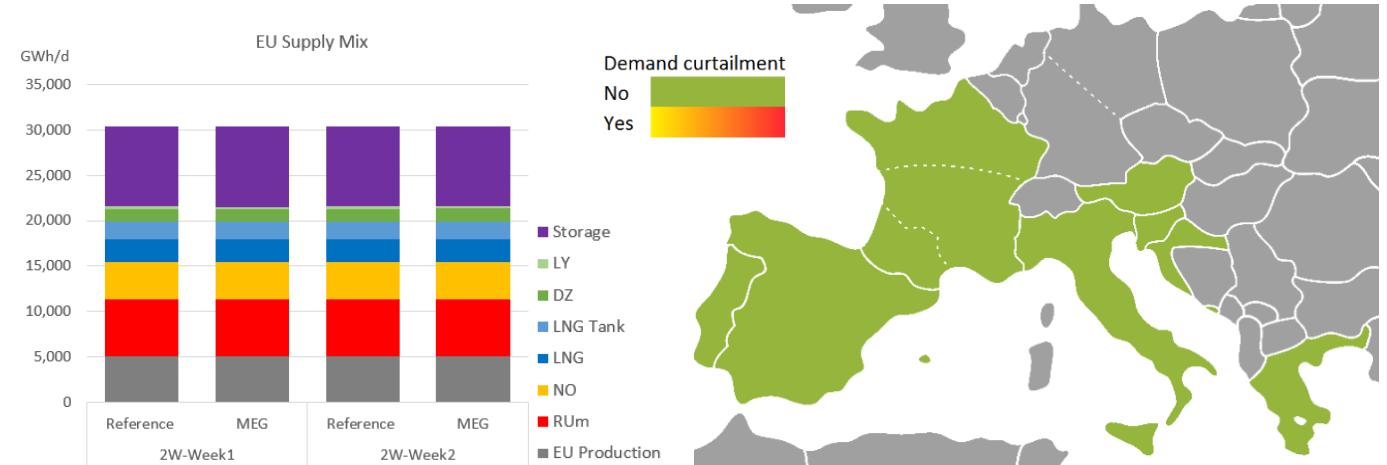 EU Supply Mix
GWh/d
35,000
30,000
25,000
20,000
15,000
10,000
5,000
0
Reference MEG Reference MEG
2W-Week1 2W-Week2
Storage
LY
DZ
LNG Tank
LNG
NO
RUm
EU Production
Demand curtailment
No
Yes